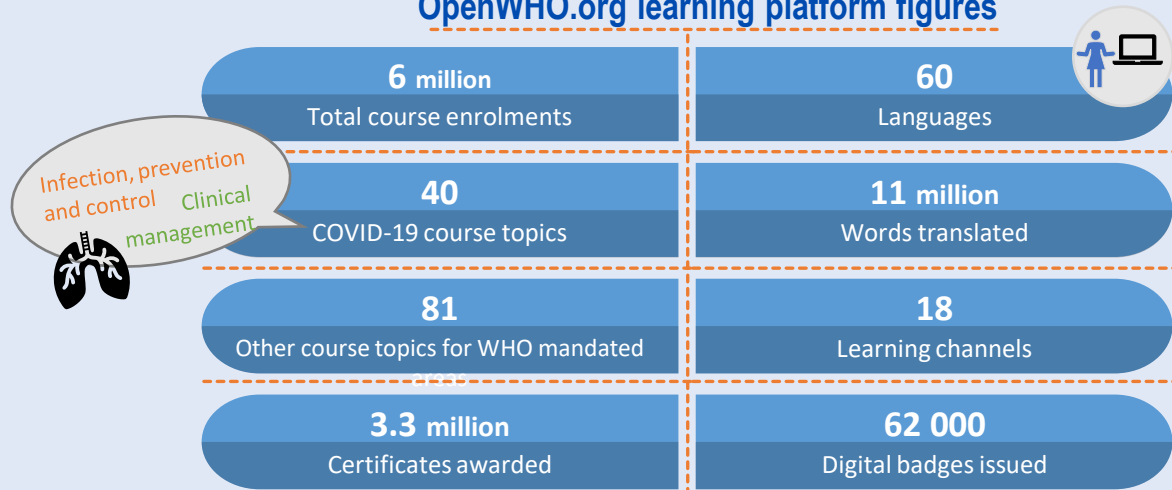 OpenWHO.org learning platform figures
6 million
Total course enrolments
60
Languages
Infection, prevention
and control Clinical
management
40
COVID-19 course topics
11 million
Words translated
81
Other course topics for WHO mandated
areas
18
Learning channels
3.3 million
Certificates awarded
62 000
Digital badges issued